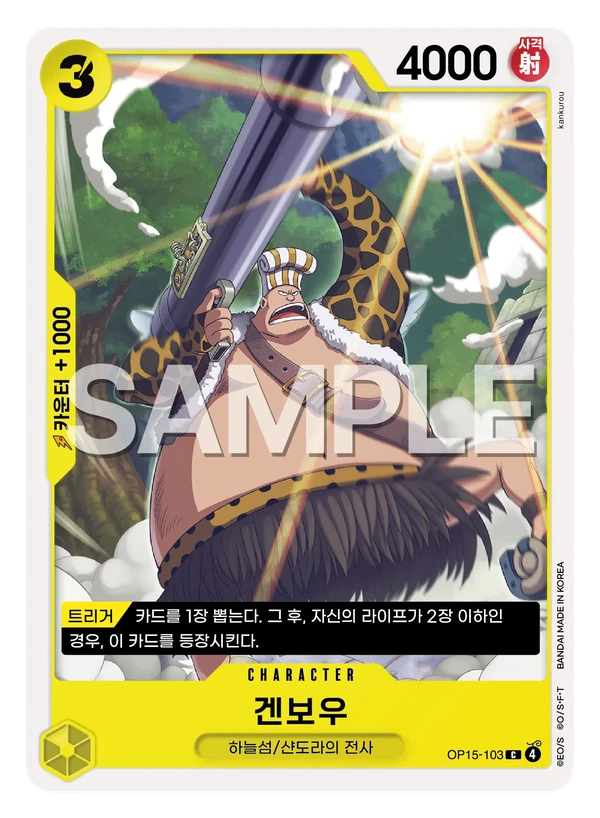 3
4000
사격
射
kankurou
카운터 +1000
SAMPLE
트리거 카드를 1장 뽑는다. 그 후, 자신의 라이프가 2장 이하인
경우, 이 카드를 등장시킨다.
CHARACTER
겐보우
하늘섬/샨도라의 전사
OP15-103 C 4
©EO/S ©O/S・F・T BANDAI MADE IN KOREA